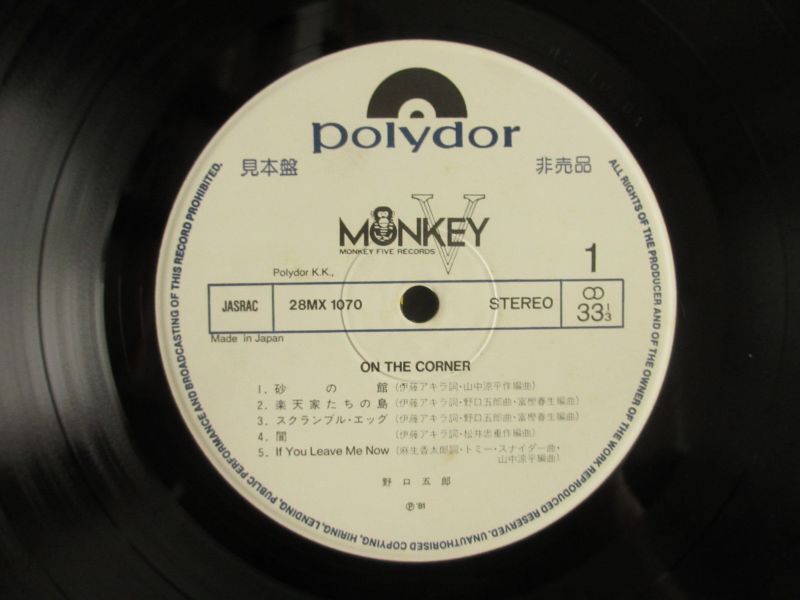 polydor
見本盤
非売品
MONKEY V
MONKEY FIVE RECORDS
1
Polydor K.K.,
JASRAC
28MX 1070
STEREO
33 1/3
Made in Japan
ON THE CORNER
1. 砂の館 (伊藤アキラ詞・山中涼平作編曲)
2. 楽天家たちの島 (伊藤アキラ詞・野口五郎曲・富樫春生編曲)
3. スクランブル・エッグ (伊藤アキラ詞・野口五郎曲・富樫春生編曲)
4. 闇 (伊藤アキラ詞・松井忠重作編曲)
5. If You Leave Me Now (麻生香太郎詞・トミー・スナイダー曲・
山中涼平編曲)
野口五郎
Ⓟ '81
ALL RIGHTS OF THE PRODUCER AND OF THE OWNER OF THE WORK REPRODUCED RESERVED. UNAUTHORISED COPYING, HIRING, LENDING, PUBLIC PERFORMANCE AND BROADCASTING OF THIS RECORD PROHIBITED.